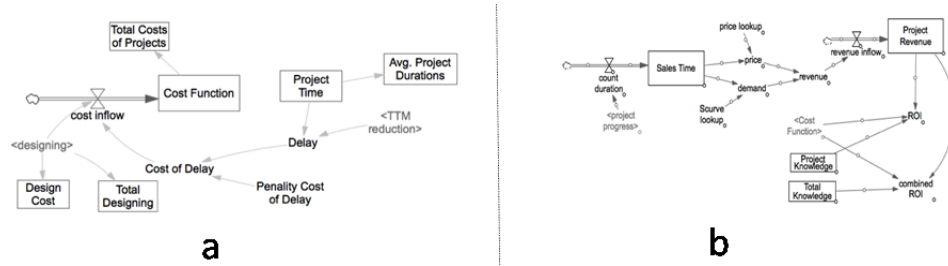 Total Costs
of Projects
Cost Function
cost inflow
<designing>
Design
Cost
Total
Designing
Cost of Delay
Penality Cost
of Delay
Delay
<TTM
reduction>
Project
Time
Avg. Project
Durations
a
price lookup
count
duration
<project
progress>
Sales Time
price
demand
Scurve
lookup
revenue
revenue inflow
Project
Revenue
<Cost
Function>
ROI
Project
Knowledge
Total
Knowledge
combined
ROI
b